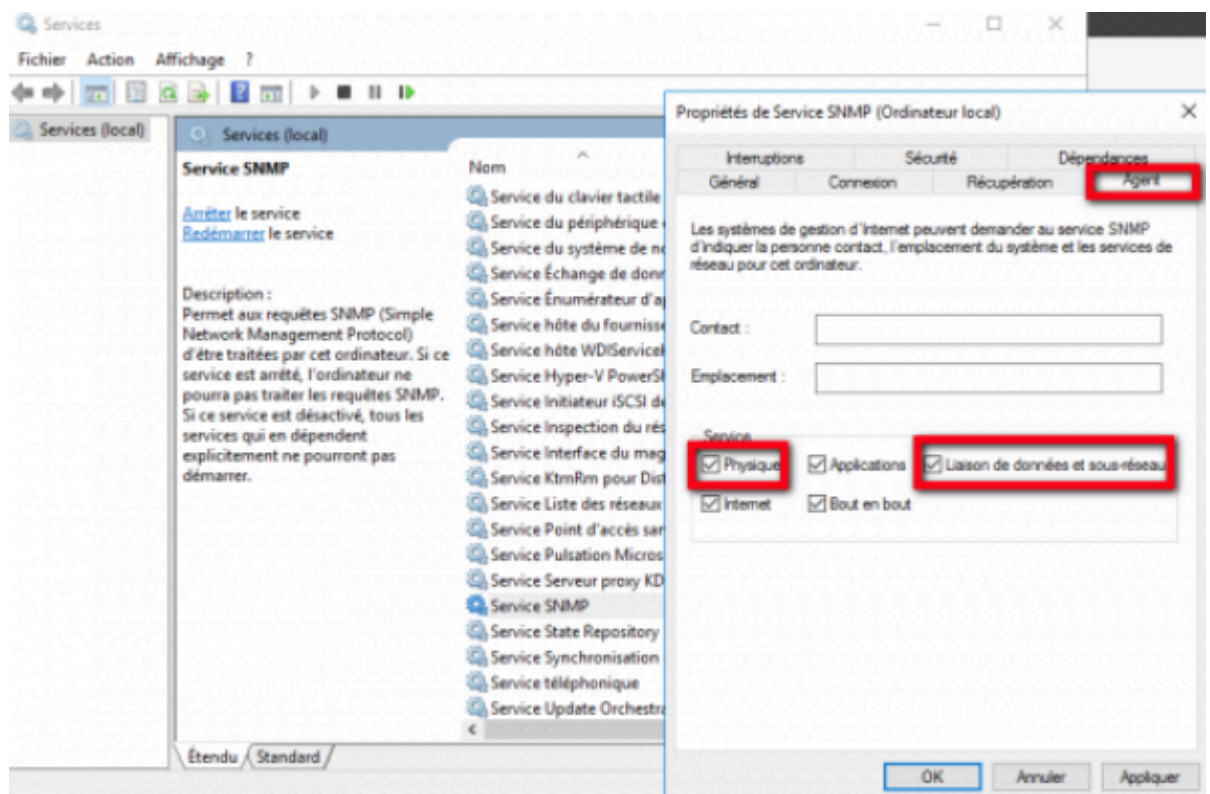 Services
Fichier Action Affichage ?
Services (local)
Services (local)
Service SNMP
Arrêter le service
Redémarrer le service
Description :
Permet aux requêtes SNMP (Simple
Network Management Protocol)
d'être traitées par cet ordinateur. Si ce
service est arrêté, l'ordinateur ne
pourra pas traiter les requêtes SNMP.
Si ce service est désactivé, tous les
services qui en dépendent
explicitement ne pourront pas
démarrer.
Nom
Service du clavier tactile
Service du périphérique
Service du système de no
Service Échange de donn
Service Énumérateur d'a
Service hôte du fourniss
Service hôte WDIService
Service Hyper-V PowerSh
Service Initiateur iSCSI de
Service Inspection du rés
Service Interface du mag
Service KtmRm pour Dist
Service Liste des réseaux
Service Point d'accès san
Service Pulsation Micros
Service Serveur proxy KD
Service SNMP
Service State Repository
Service Synchronisation
Service téléphonique
Service Update Orchestra
Étendu Standard
Propriétés de Service SNMP (Ordinateur local)
Interruptions Sécurité Dépendances
Général Connexion Récupération Agent
Les systèmes de gestion d'Internet peuvent demander au service SNMP
d'indiquer la personne contact, l'emplacement du système et les services de
réseau pour cet ordinateur.
Contact :
Emplacement :
Service
Physique Applications Liaison de données et sous-réseau
Internet Bout en bout
OK Annuler Appliquer